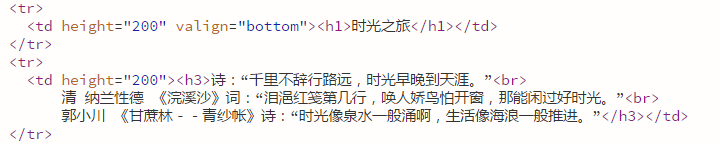 <tr>
<td height="200" valign="bottom"><h1>时光之旅</h1></td>
</tr>
<tr>
<td height="200"><h3>诗：“千里不辞行路远，时光早晚到天涯。”<br>
清 纳兰性德 《浣溪沙》词：“泪浥红笺第几行，唤人娇鸟怕开窗，那能闲过好时光。”<br>
郭小川 《甘蔗林－－青纱帐》诗：“时光像泉水一般涌啊，生活像海浪一般推进。”</h3></td>
</tr>